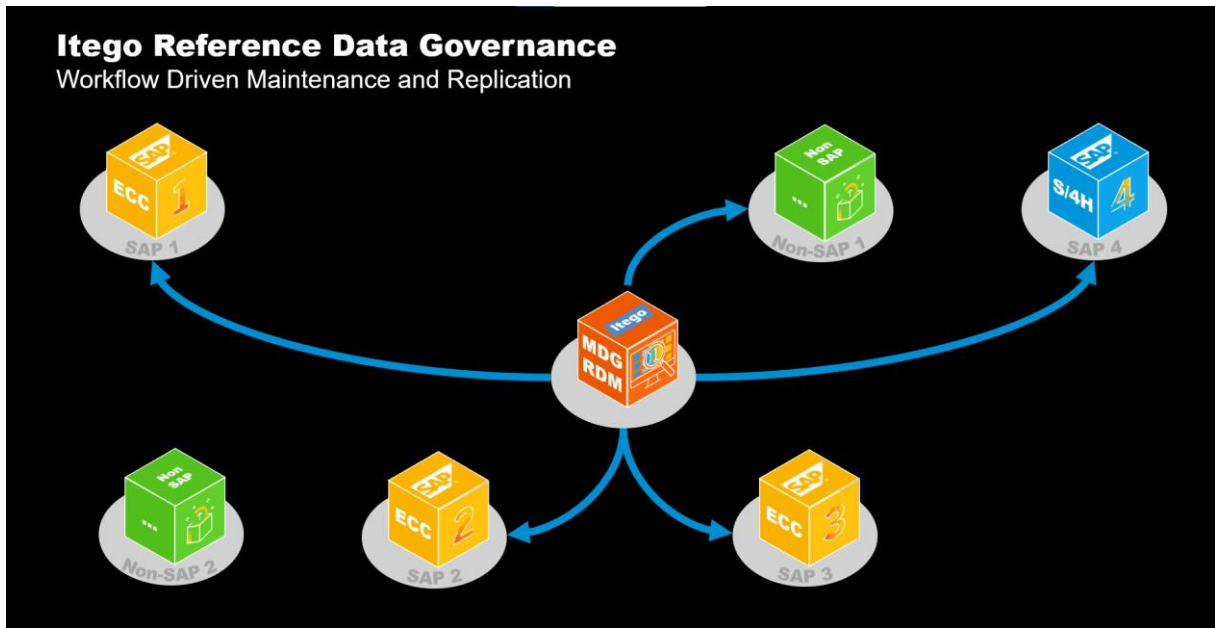 Itego Reference Data Governance
Workflow Driven Maintenance and Replication
SAP
ECC 1
SAP 1
Non
SAP
...
Non-SAP 1
SAP
S/4H 4
SAP 4
Itego
MDG
RDM
Non
SAP
...
Non-SAP 2
SAP
ECC 2
SAP 2
SAP
ECC 3
SAP 3